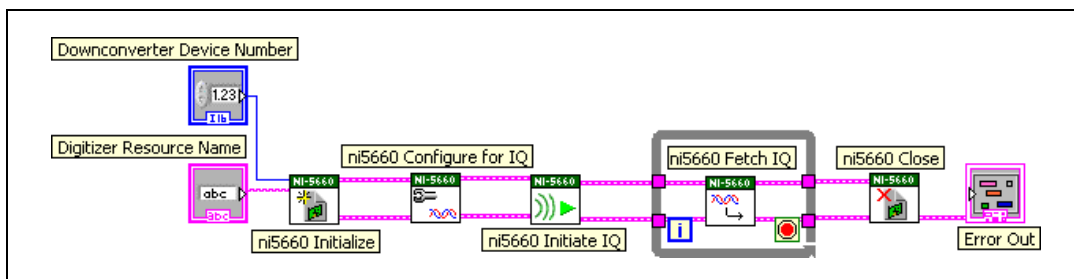 Downconverter Device Number
1.23
I16
Digitizer Resource Name
abc
abc
ni5660 Initialize
NI-5660
ni5660 Configure for IQ
NI-5660
ni5660 Initiate IQ
NI-5660
ni5660 Fetch IQ
NI-5660
i
ni5660 Close
NI-5660
Error Out